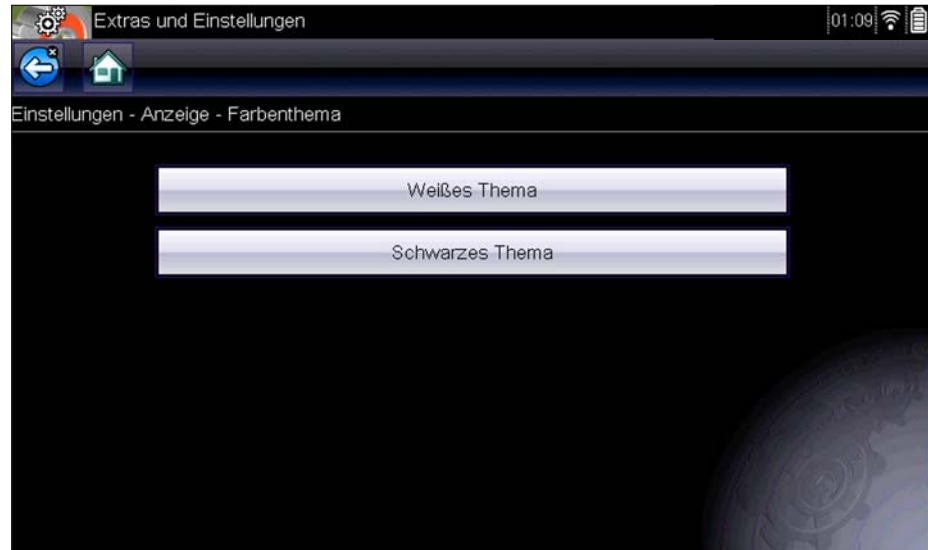 Extras und Einstellungen
01:09
Einstellungen - Anzeige - Farbenthema
Weißes Thema
Schwarzes Thema